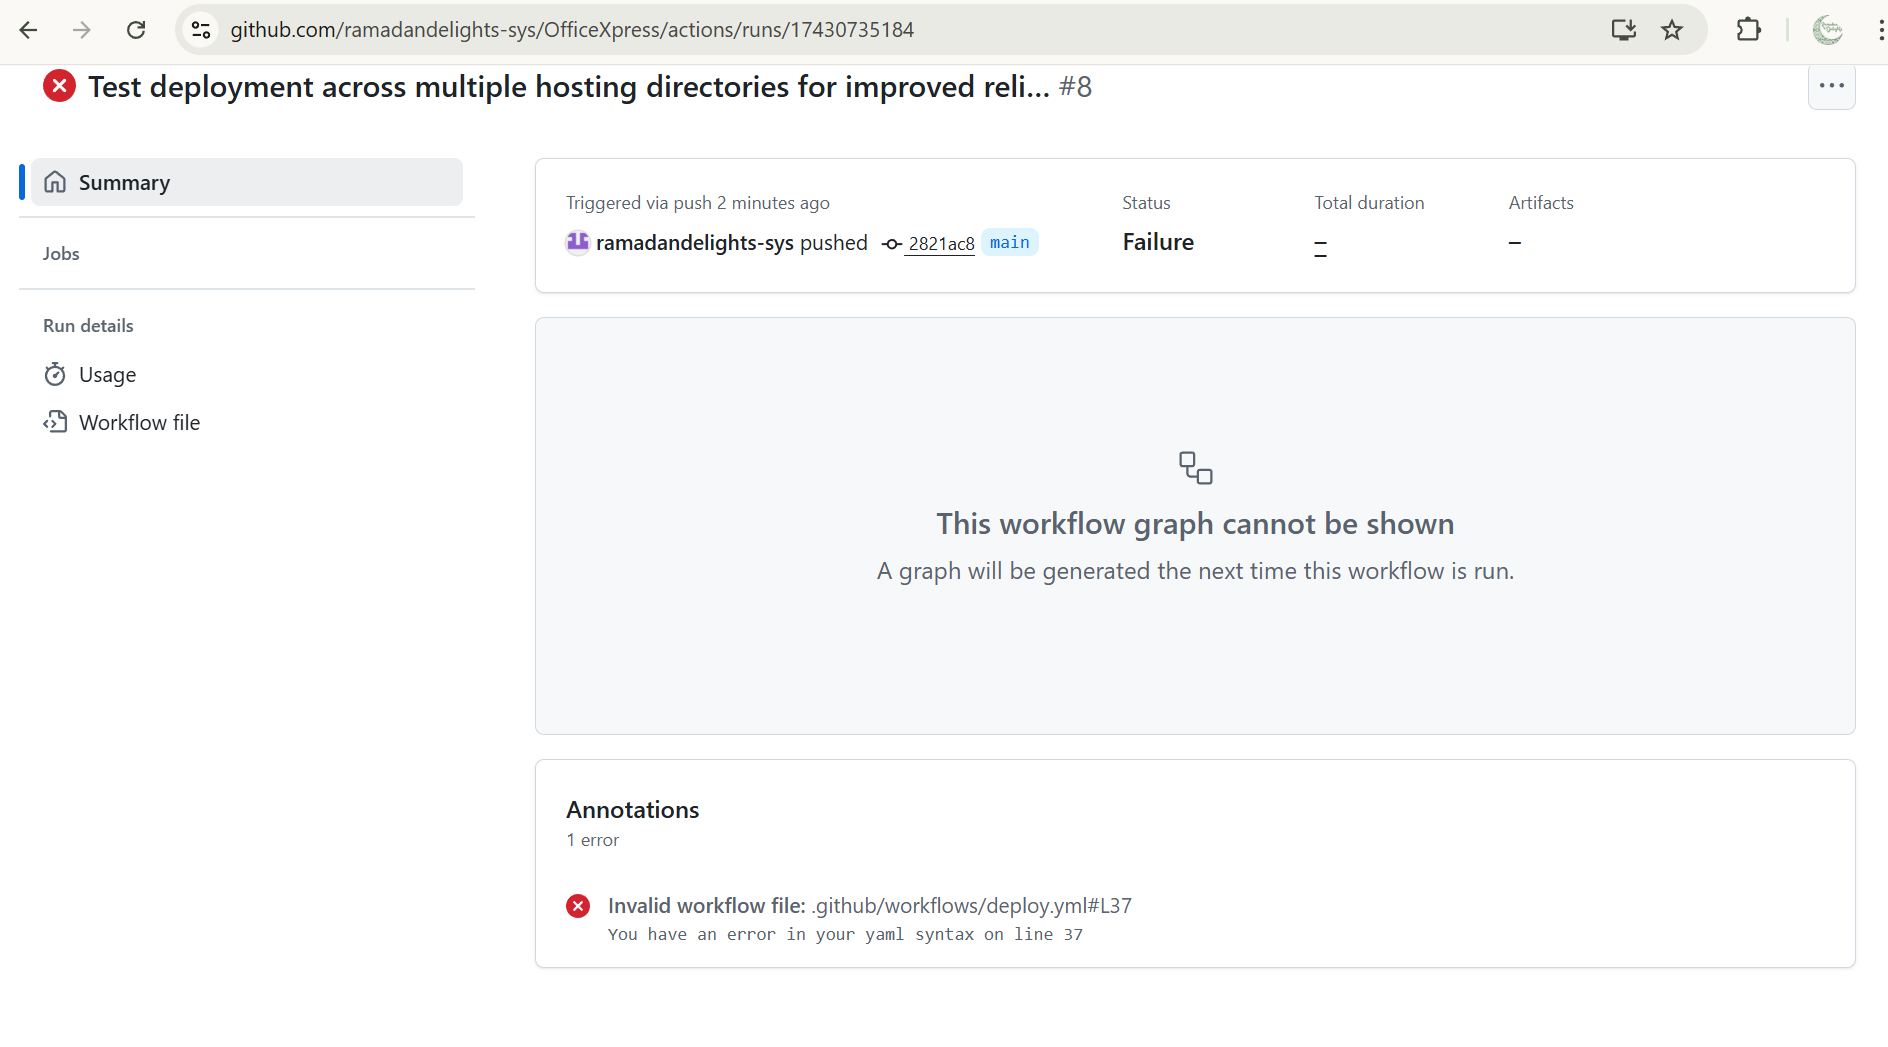 github.com/ramadandelights-sys/OfficeXpress/actions/runs/17430735184
Test deployment across multiple hosting directories for improved reli... #8
Summary
Jobs
Run details
Usage
Workflow file
Triggered via push 2 minutes ago
ramadandelights-sys pushed 2821ac8 main
Status
Failure
Total duration
–
Artifacts
–
This workflow graph cannot be shown
A graph will be generated the next time this workflow is run.
Annotations
1 error
Invalid workflow file: .github/workflows/deploy.yml#L37
You have an error in your yaml syntax on line 37